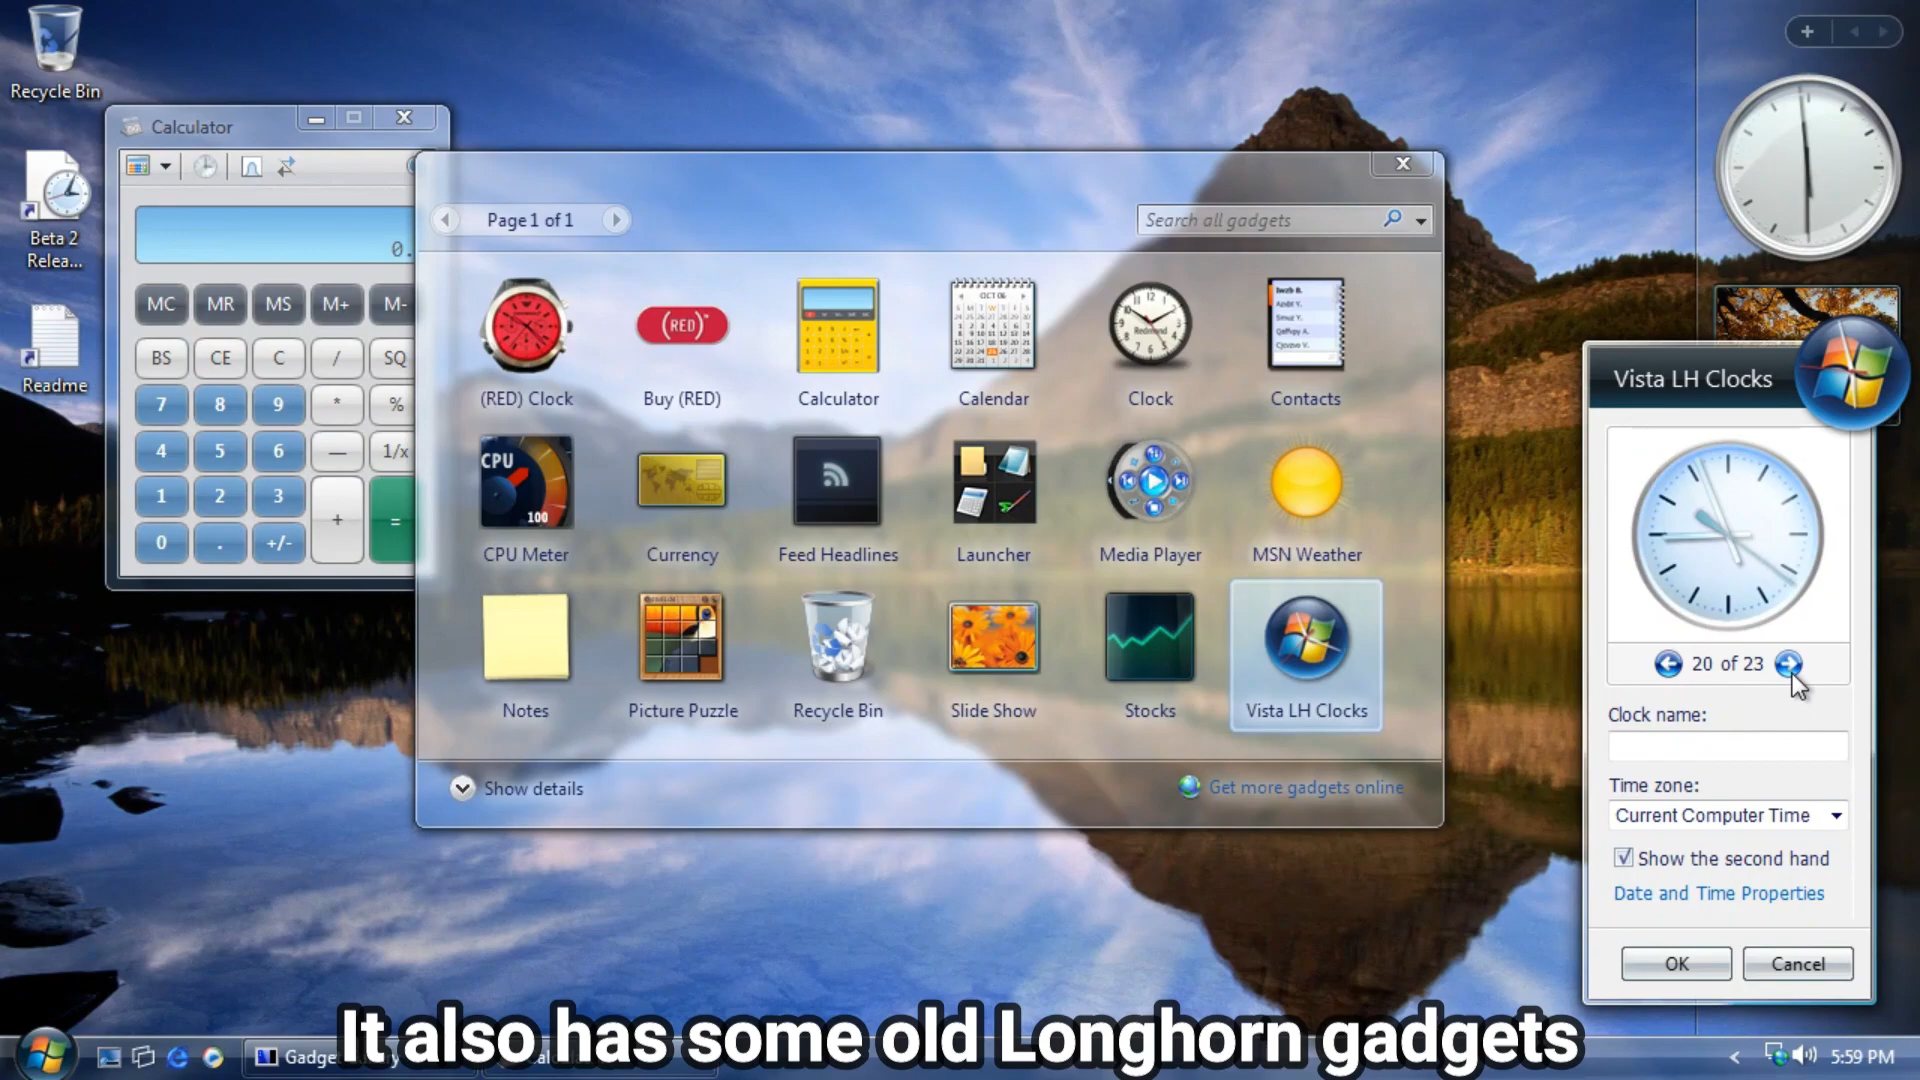 Recycle Bin
Beta 2
Relea...
Readme
Calculator
0.
MC MR MS M+ M-
BS CE C / SQ
7 8 9 * %
4 5 6 — 1/x
1 2 3 + =
0 . +/-
Page 1 of 1
Search all gadgets
(RED) Clock
(RED)
Buy (RED)
Calculator
OCT 06
Calendar
Redmond
Clock
Contacts
CPU
100
CPU Meter
Currency
Feed Headlines
Launcher
Media Player
MSN Weather
Notes
Picture Puzzle
Recycle Bin
Slide Show
Stocks
Vista LH Clocks
Show details
Get more gadgets online
Vista LH Clocks
20 of 23
Clock name:
Time zone:
Current Computer Time
Show the second hand
Date and Time Properties
OK
Cancel
It also has some old Longhorn gadgets
Gadget
5:59 PM